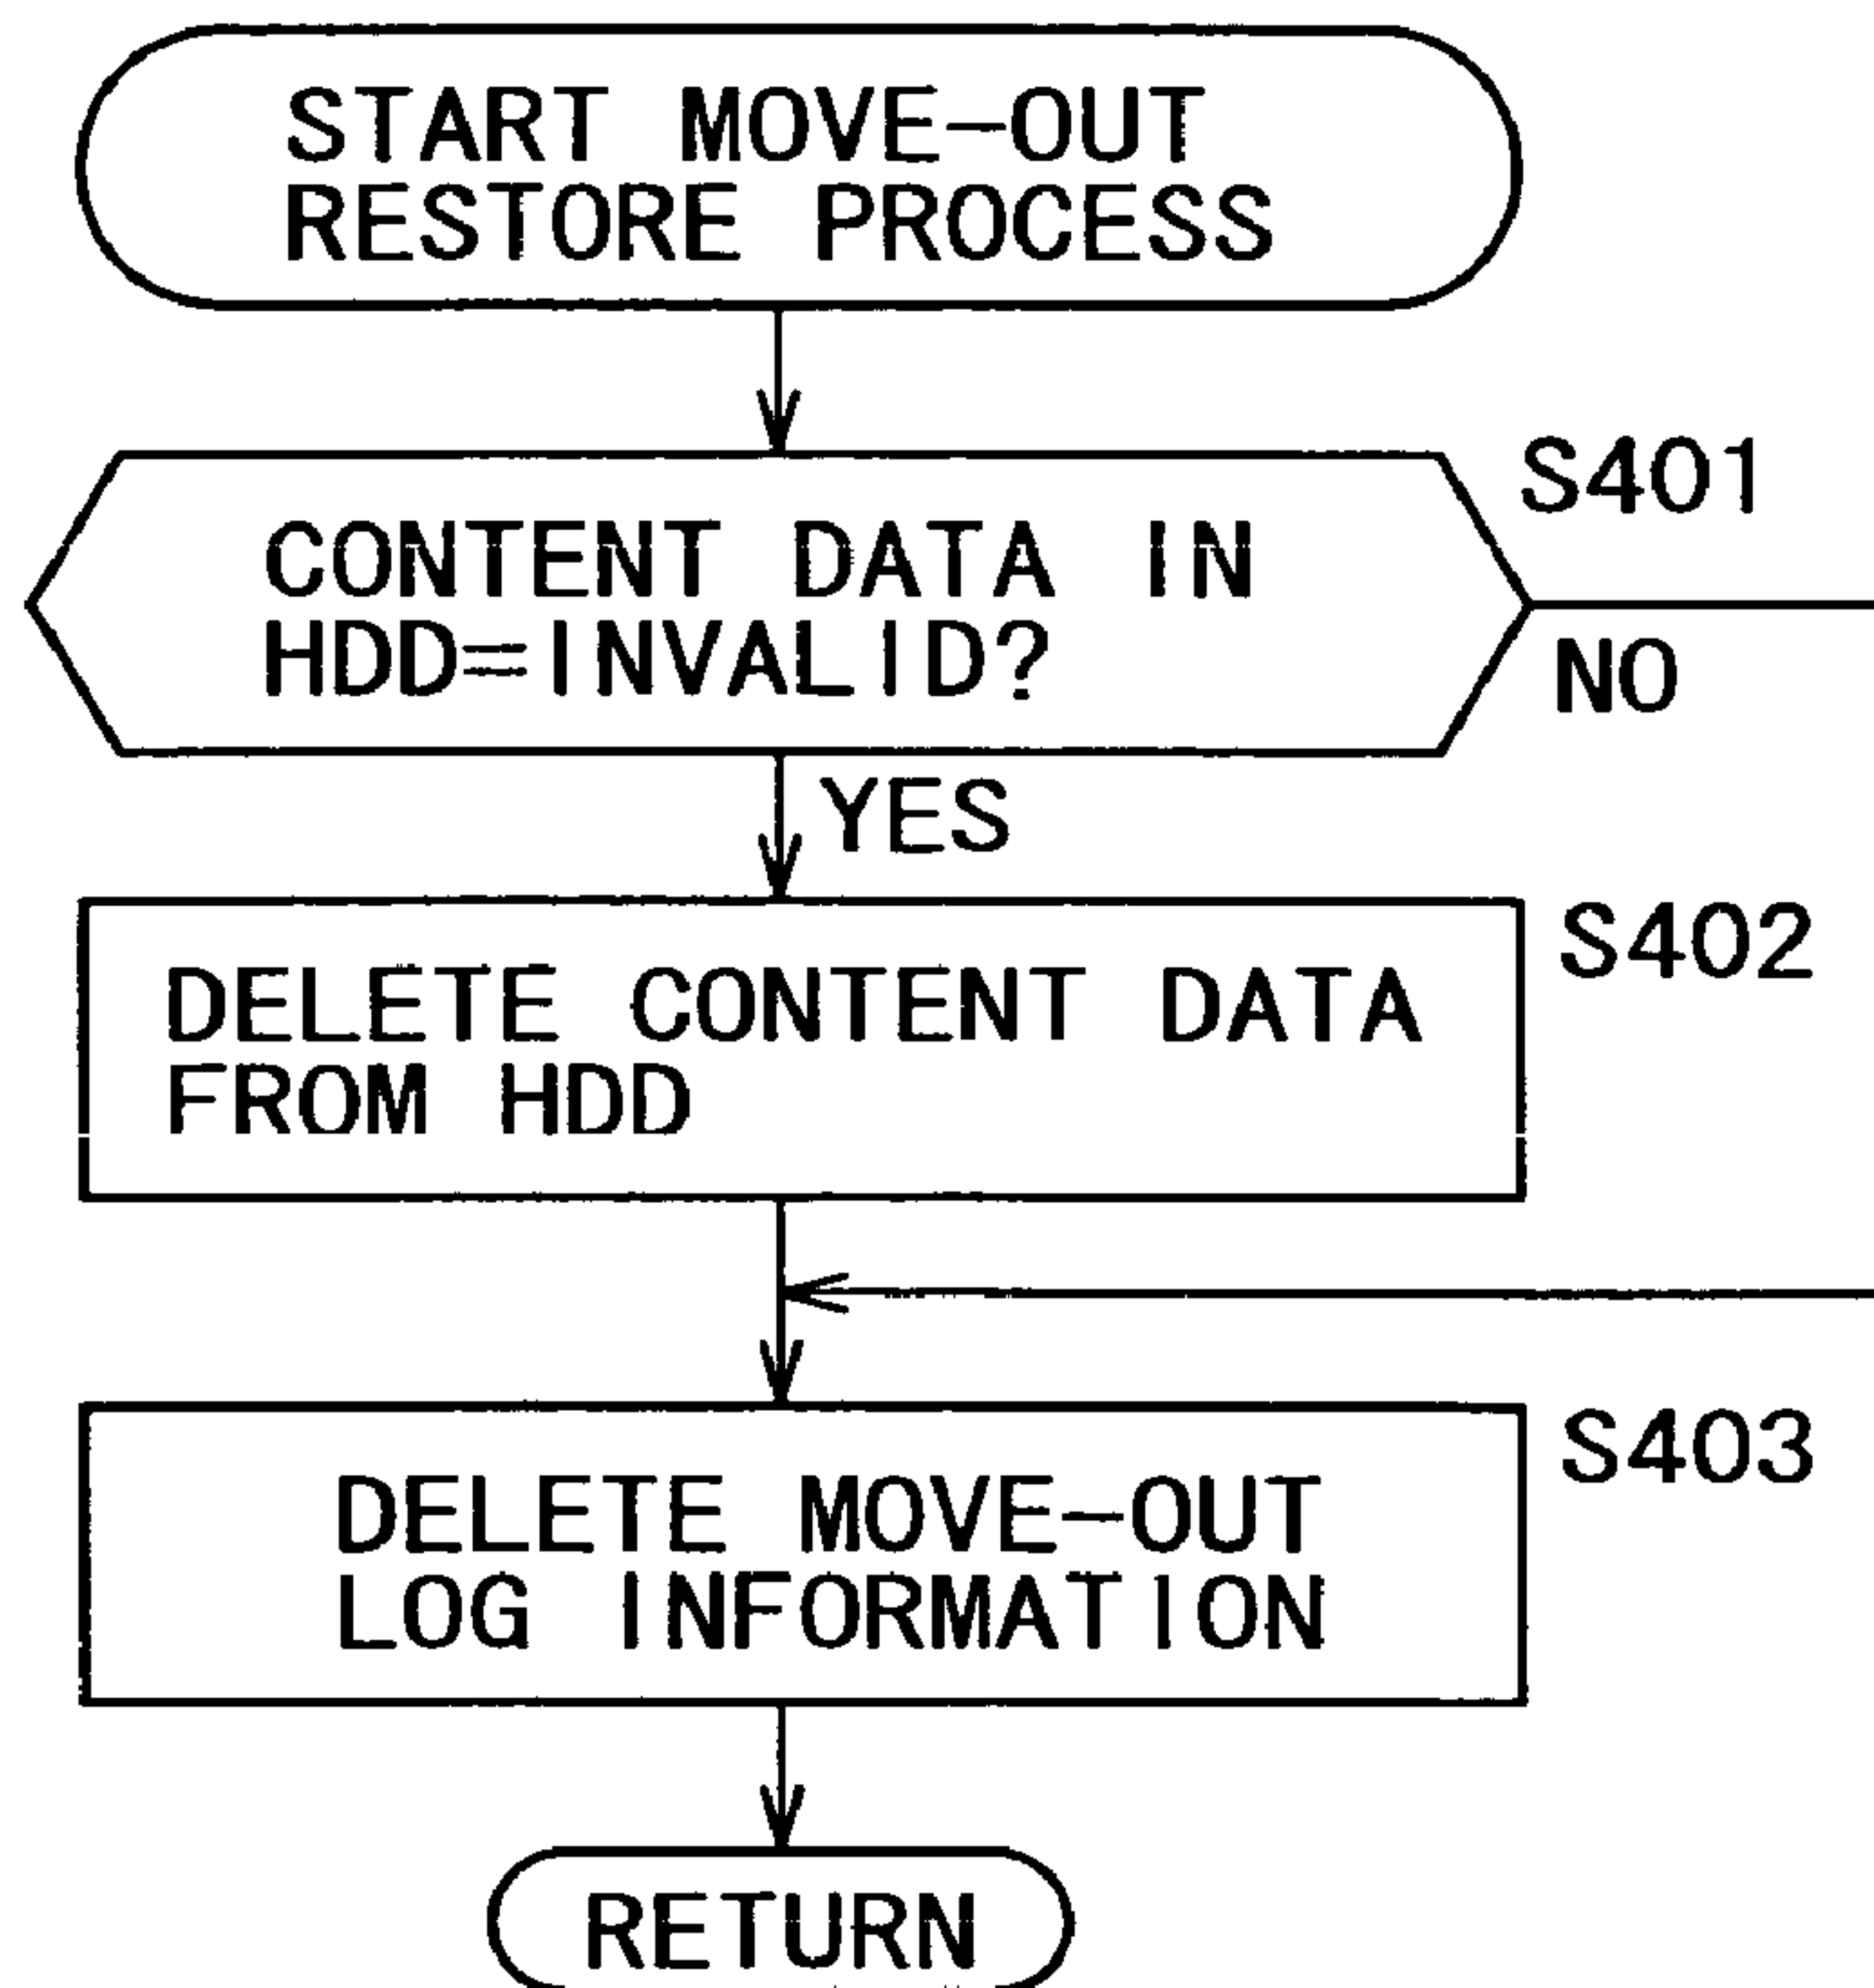 START MOVE-OUT
RESTORE PROCESS
S401
CONTENT DATA IN
HDD=INVALID?
NO
YES
S402
DELETE CONTENT DATA
FROM HDD
S403
DELETE MOVE-OUT
LOG INFORMATION
RETURN